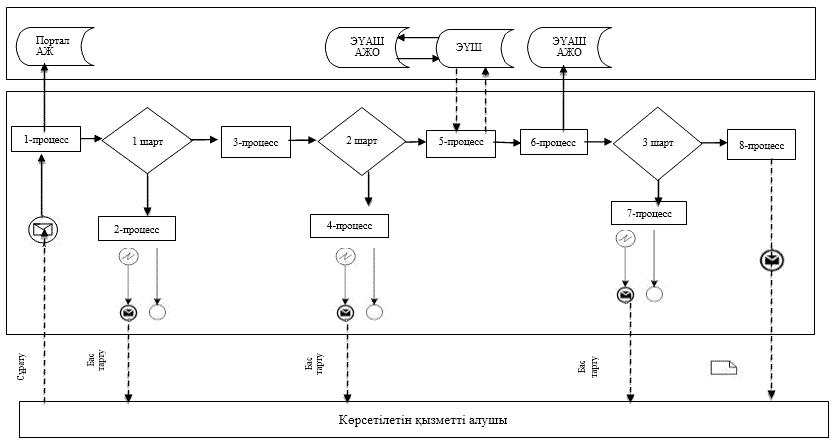 Портал
АЖ
ЭҮАШ
АЖО
ЭҮШ
ЭҮАШ
АЖО
1-процесс
1 шарт
3-процесс
2 шарт
5-процесс
6-процесс
3 шарт
8-процесс
2-процесс
4-процесс
7-процесс
Сұрату
Бас
тарту
Бас
тарту
Бас
тарту
Көрсетілетін қызметті алушы